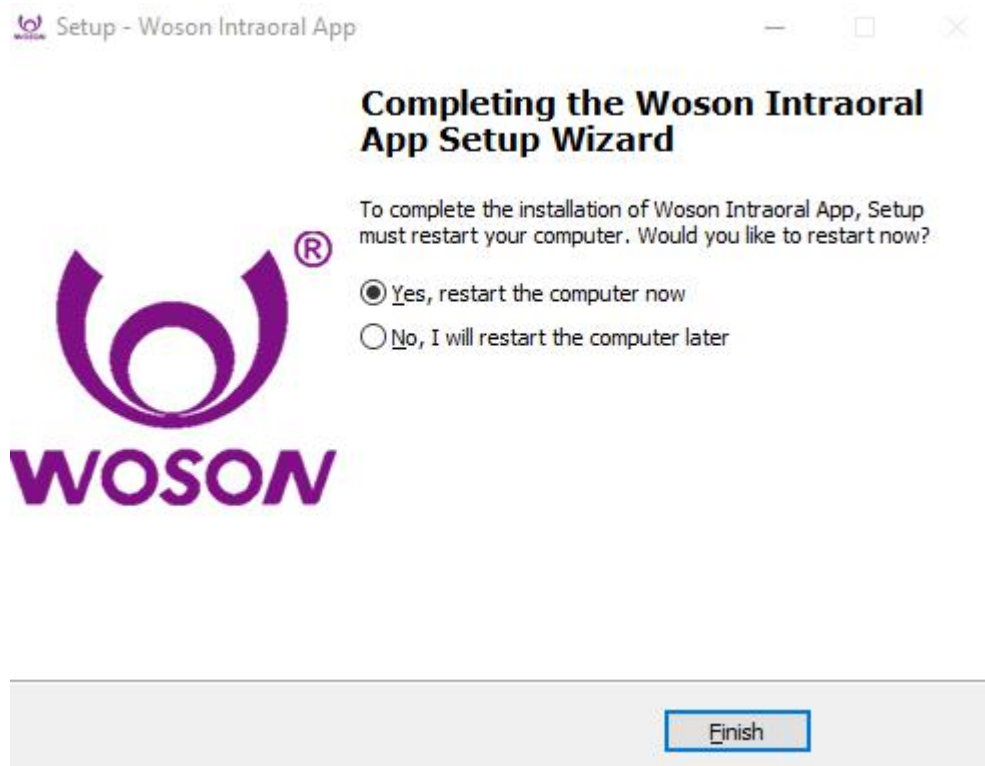 Setup - Woson Intraoral App
Completing the Woson Intraoral
App Setup Wizard
To complete the installation of Woson Intraoral App, Setup
must restart your computer. Would you like to restart now?
Yes, restart the computer now
No, I will restart the computer later
®
WOSON
Finish